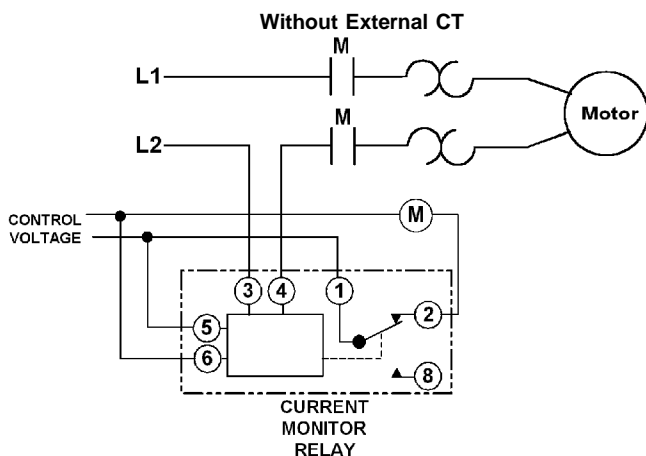 Without External CT
M
L1
M
Motor
L2
CONTROL
VOLTAGE
M
3
4
1
2
5
6
8
CURRENT
MONITOR
RELAY